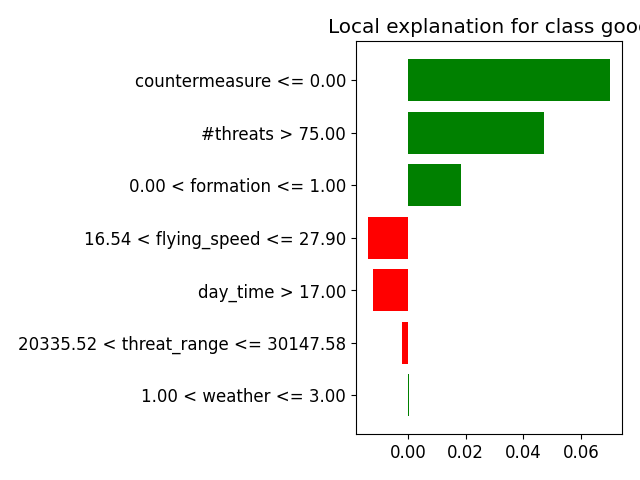 Local explanation for class good
countermeasure <= 0.00
#threats > 75.00
0.00 < formation <= 1.00
16.54 < flying_speed <= 27.90
day_time > 17.00
20335.52 < threat_range <= 30147.58
1.00 < weather <= 3.00
0.00 0.02 0.04 0.06